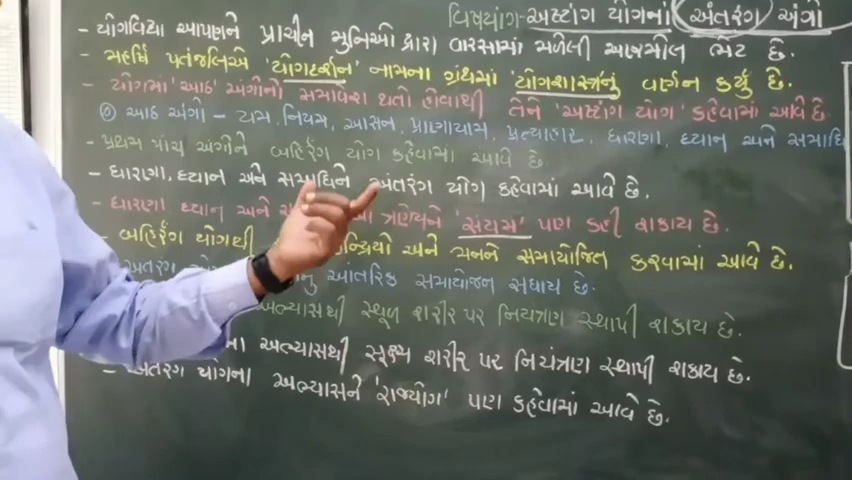 વિષયાંગ-અષ્ટાંગ યોગનાં અંતરંગ અંગો
- યોગવિદ્યા આપણને પ્રાચીન મુનિઓ દ્વારા વારસામાં મળેલી અણમોલ ભેટ છે.
- મહર્ષિ પતંજલિએ 'યોગદર્શન' નામના ગ્રંથમાં 'યોગશાસ્ત્ર'નું વર્ણન કર્યું છે.
- યોગમાં 'આઠ' અંગોનો સમાવેશ થતો હોવાથી તેને 'અષ્ટાંગ યોગ' કહેવામાં આવે છે.
આઠ અંગો - યમ, નિયમ, આસન, પ્રાણાયામ, પ્રત્યાહાર, ધારણા, ધ્યાન અને સમાધિ
- પ્રથમ પાંચ અંગોને બહિરંગ યોગ કહેવામાં આવે છે
- ધારણા, ધ્યાન અને સમાધિને અંતરંગ યોગ કહેવામાં આવે છે.
- ધારણા ધ્યાન અને ત્રણેયને 'સંયમ' પણ કહી શકાય છે.
- બહિરંગ યોગથી અને મનને સમાયોજિત કરવામાં આવે છે.
અંતરંગ આંતરિક સમાયોજન સધાય છે.
અભ્યાસથી સ્થૂળ શરીર પર નિયંત્રણ સ્થાપી શકાય છે.
અભ્યાસથી સૂક્ષ્મ શરીર પર નિયંત્રણ સ્થાપી શકાય છે.
- અંતરંગ યોગના અભ્યાસને 'રાજયોગ' પણ કહેવામાં આવે છે.